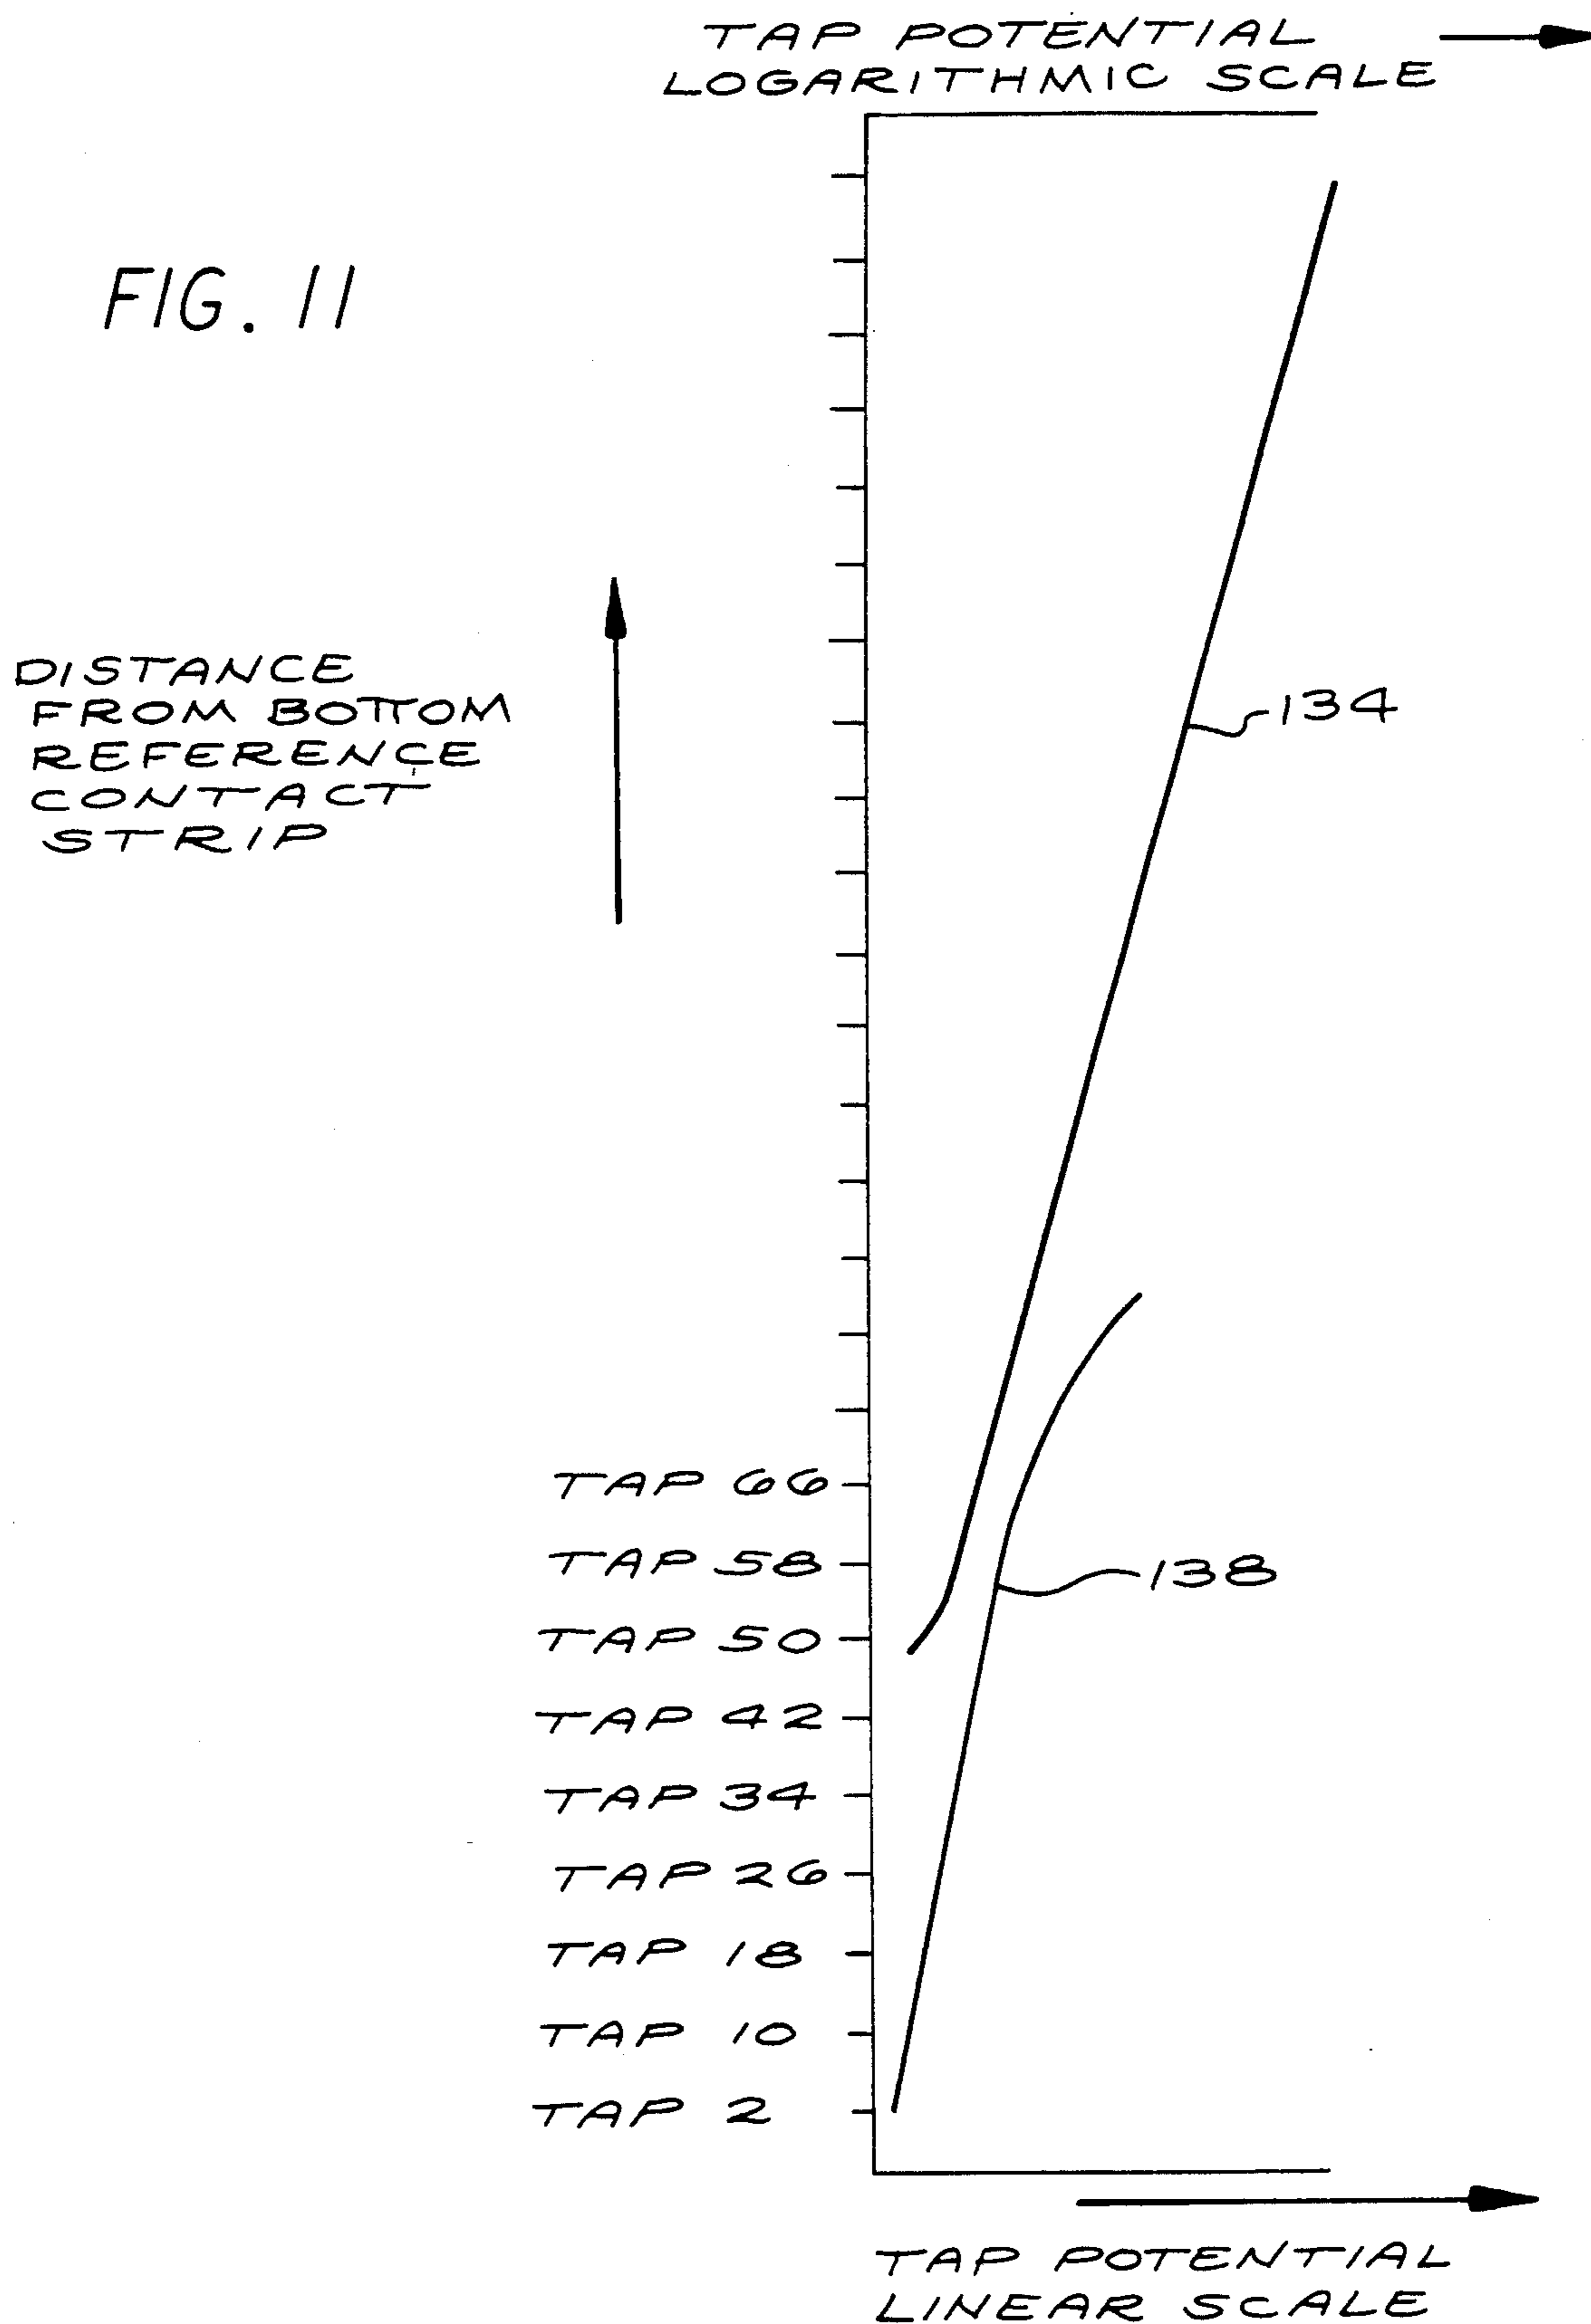 TAP POTENTIAL
LOGARITHMIC SCALE
FIG. 11
DISTANCE
FROM BOTTOM
REFERENCE
CONTACT
STRIP
134
TAP 66
TAP 58
138
TAP 50
TAP 42
TAP 34
TAP 26
TAP 18
TAP 10
TAP 2
TAP POTENTIAL
LINEAR SCALE